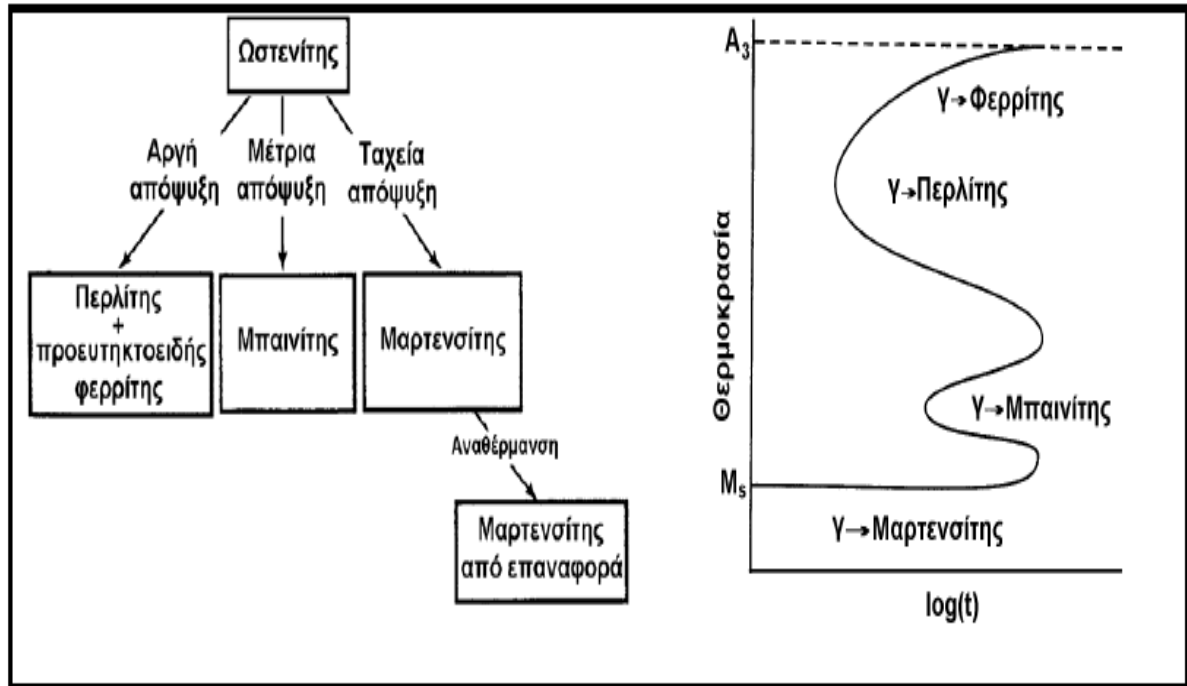 Ωστενίτης
Αργή
απόψυξη
Μέτρια
απόψυξη
Ταχεία
απόψυξη
Περλίτης
+
προευτηκτοειδής
φερρίτης
Μπαινίτης
Μαρτενσίτης
Αναθέρμανση
Μαρτενσίτης
από επαναφορά
A₃
γ→Φερρίτης
γ→Περλίτης
Θερμοκρασία
γ→Μπαινίτης
Mₛ
γ→Μαρτενσίτης
log(t)